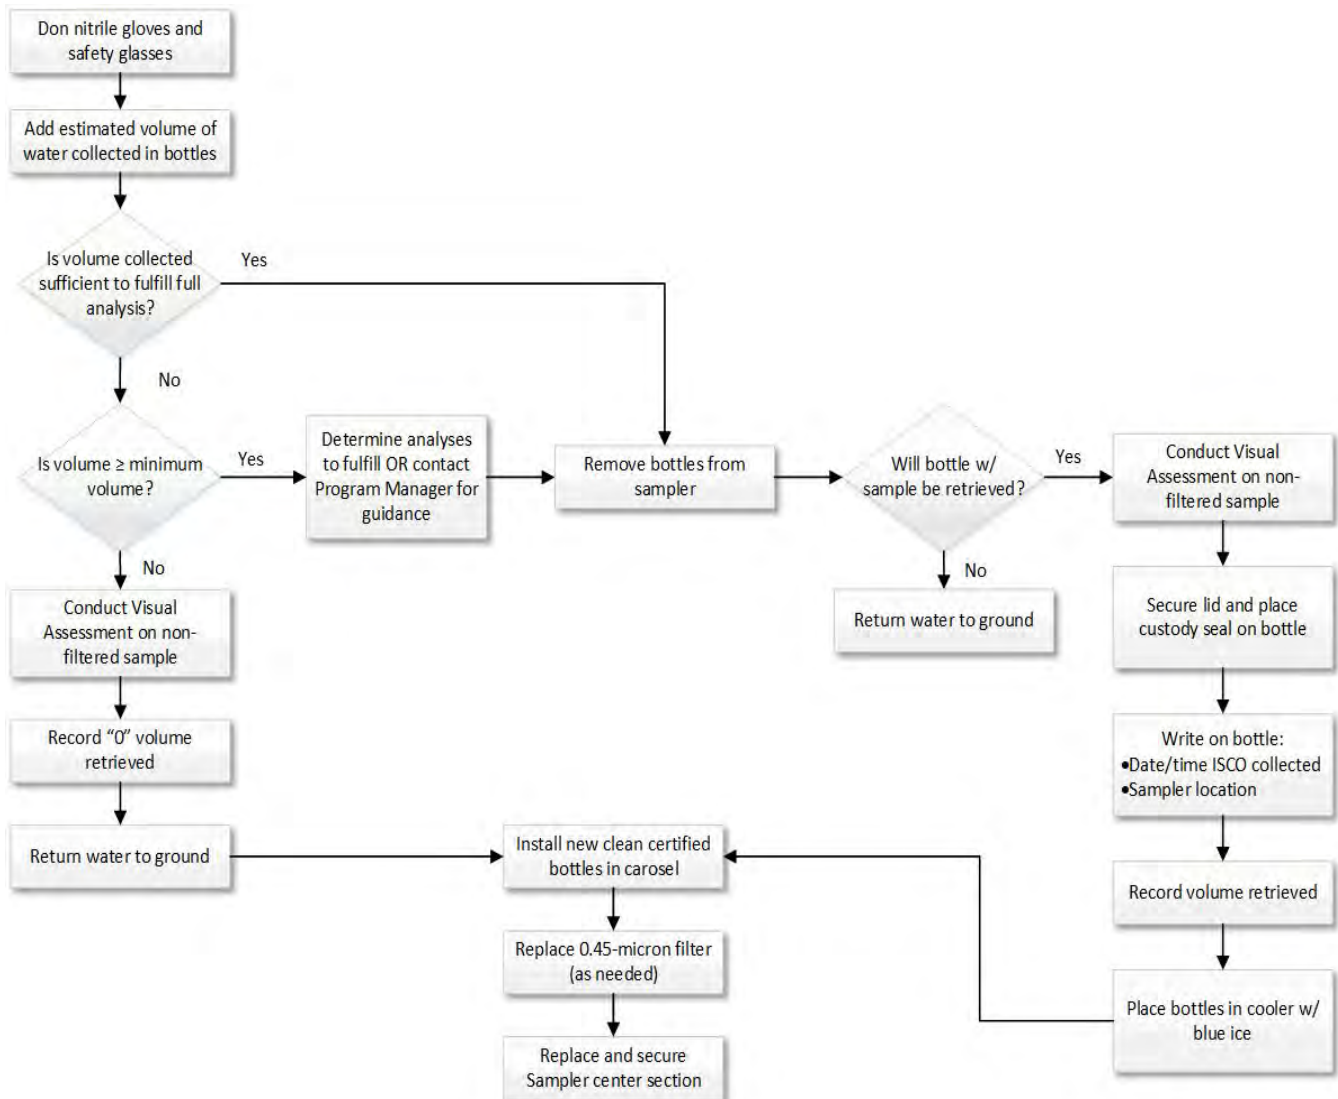 Don nitrile gloves and
safety glasses
Add estimated volume of
water collected in bottles
Is volume collected
sufficient to fulfill full
analysis?
Yes
No
Is volume ≥ minimum
volume?
Yes
Determine analyses
to fulfill OR contact
Program Manager for
guidance
Remove bottles from
sampler
Will bottle w/
sample be retrieved?
Yes
Conduct Visual
Assessment on non-
filtered sample
No
Return water to ground
No
Conduct Visual
Assessment on non-
filtered sample
Secure lid and place
custody seal on bottle
Record “0” volume
retrieved
Write on bottle:
•Date/time ISCO collected
•Sampler location
Return water to ground
Install new clean certified
bottles in carosel
Record volume retrieved
Replace 0.45-micron filter
(as needed)
Place bottles in cooler w/
blue ice
Replace and secure
Sampler center section